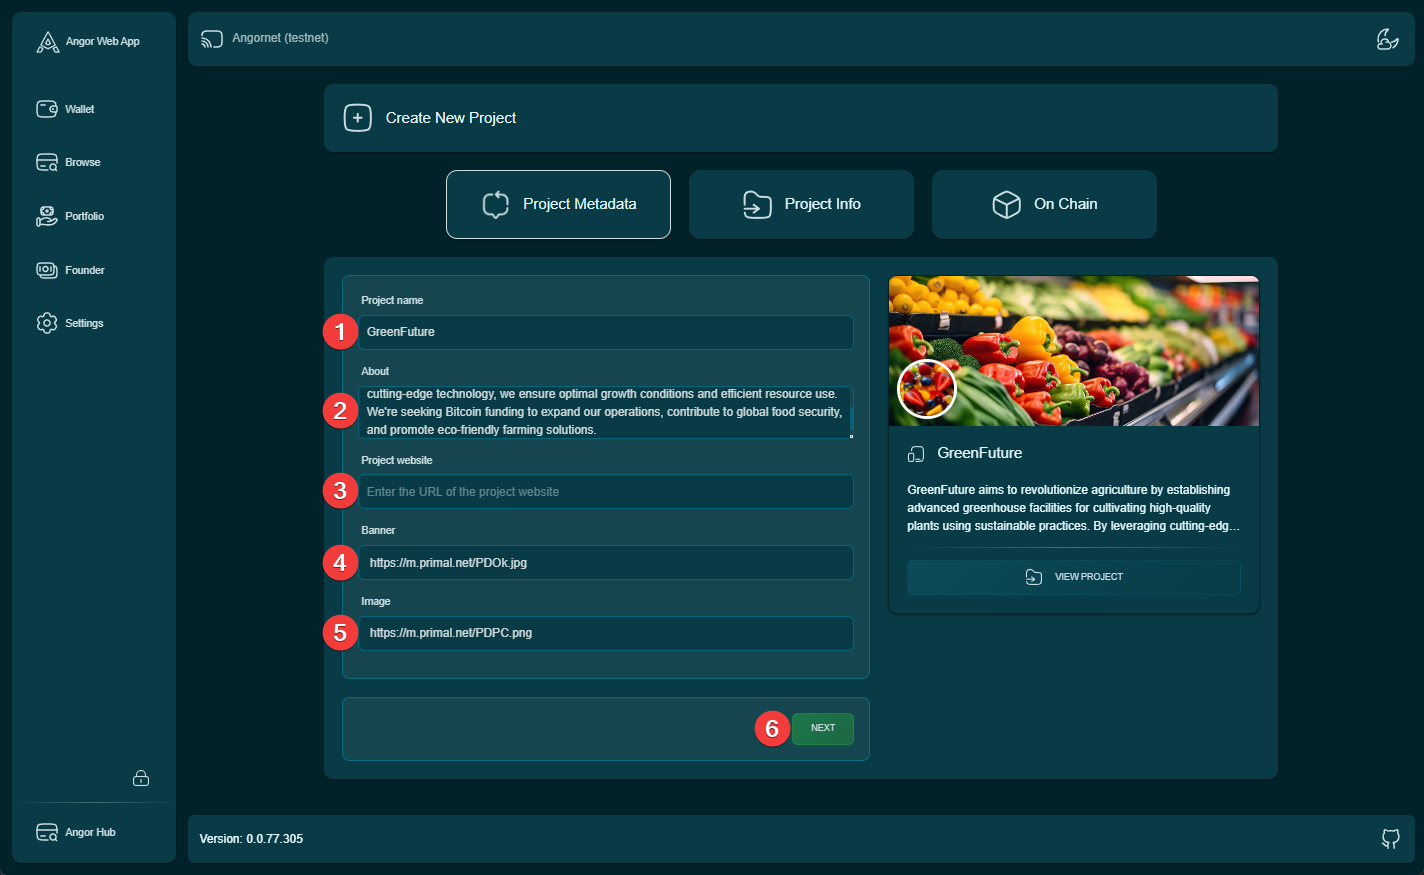 Angor Web App
Wallet
Browse
Portfolio
Founder
Settings
Angor Hub
Angornet (testnet)
Create New Project
Project Metadata
Project Info
On Chain
Project name
1
GreenFuture
About
2
cutting-edge technology, we ensure optimal growth conditions and efficient resource use.
We're seeking Bitcoin funding to expand our operations, contribute to global food security,
and promote eco-friendly farming solutions.
Project website
3
Enter the URL of the project website
Banner
4
https://m.primal.net/PDOk.jpg
Image
5
https://m.primal.net/PDPC.png
6
NEXT
GreenFuture
GreenFuture aims to revolutionize agriculture by establishing
advanced greenhouse facilities for cultivating high-quality
plants using sustainable practices. By leveraging cutting-edg...
VIEW PROJECT
Version: 0.0.77.305